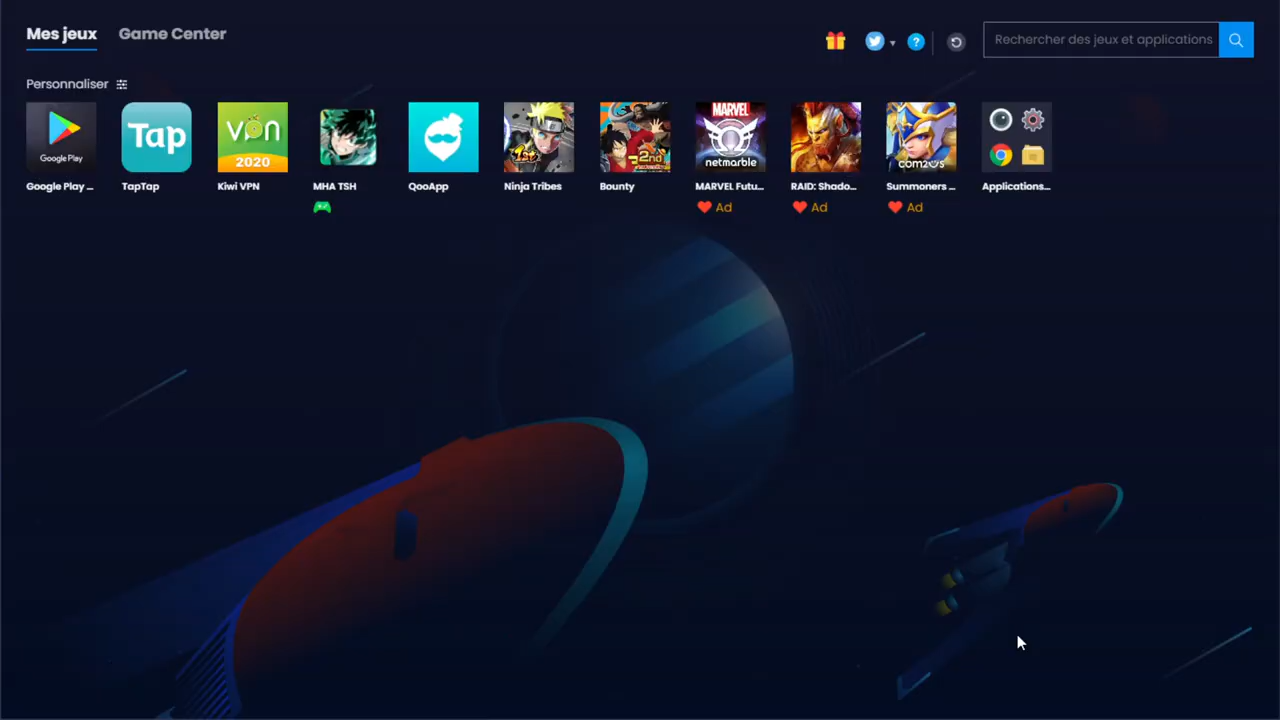 Mes jeux
Game Center
Rechercher des jeux et applications
Personnaliser
Google Play
Tap
VPN
2020
1st
2nd
MARVEL
netmarble
com2us
Google Play ...
TapTap
Kiwi VPN
MHA TSH
QooApp
Ninja Tribes
Bounty
MARVEL Futu...
RAID: Shado...
Summoners ...
Applications...
Ad
Ad
Ad